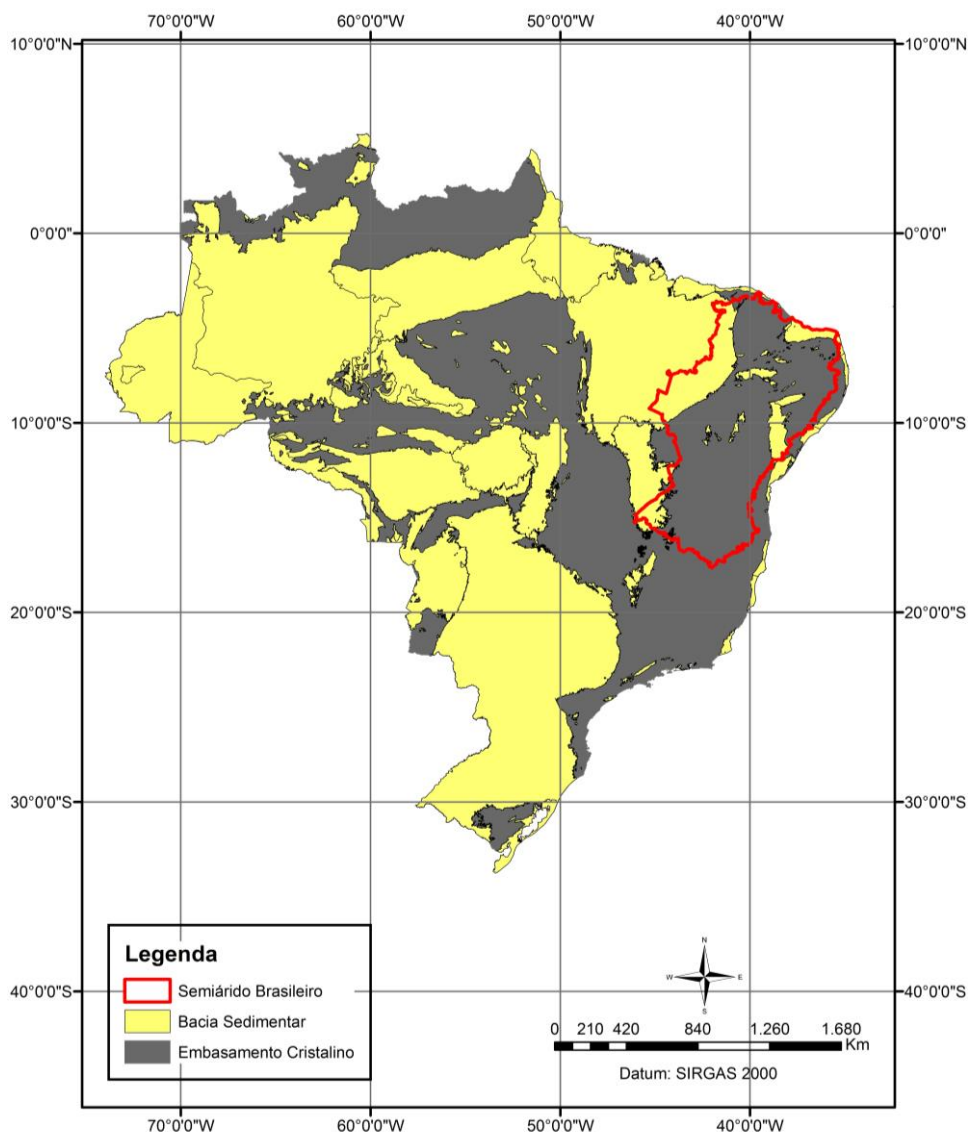 70°0'0"W 60°0'0"W 50°0'0"W 40°0'0"W
10°0'0"N 10°0'0"N
0°0'0" 0°0'0"
10°0'0"S 10°0'0"S
20°0'0"S 20°0'0"S
30°0'0"S 30°0'0"S
Legenda
Semiárido Brasileiro
Bacia Sedimentar
Embasamento Cristalino
N
W E
S
40°0'0"S 40°0'0"S
0 210 420 840 1.260 1.680
Km
Datum: SIRGAS 2000
70°0'0"W 60°0'0"W 50°0'0"W 40°0'0"W